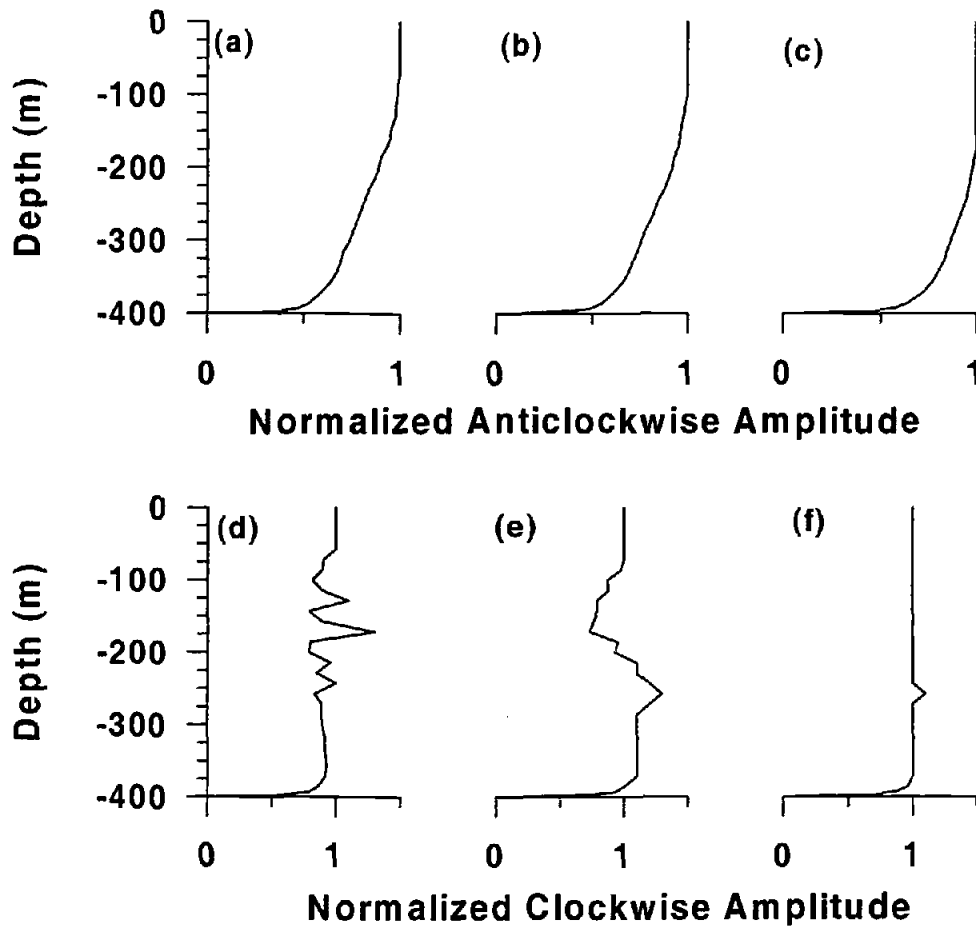 0
(a)
(b)
(c)
-100
-200
-300
-400
Depth (m)
0
1
0
1
0
1
Normalized Anticlockwise Amplitude
0
(d)
(e)
(f)
-100
-200
-300
-400
Depth (m)
0
1
0
1
0
1
Normalized Clockwise Amplitude